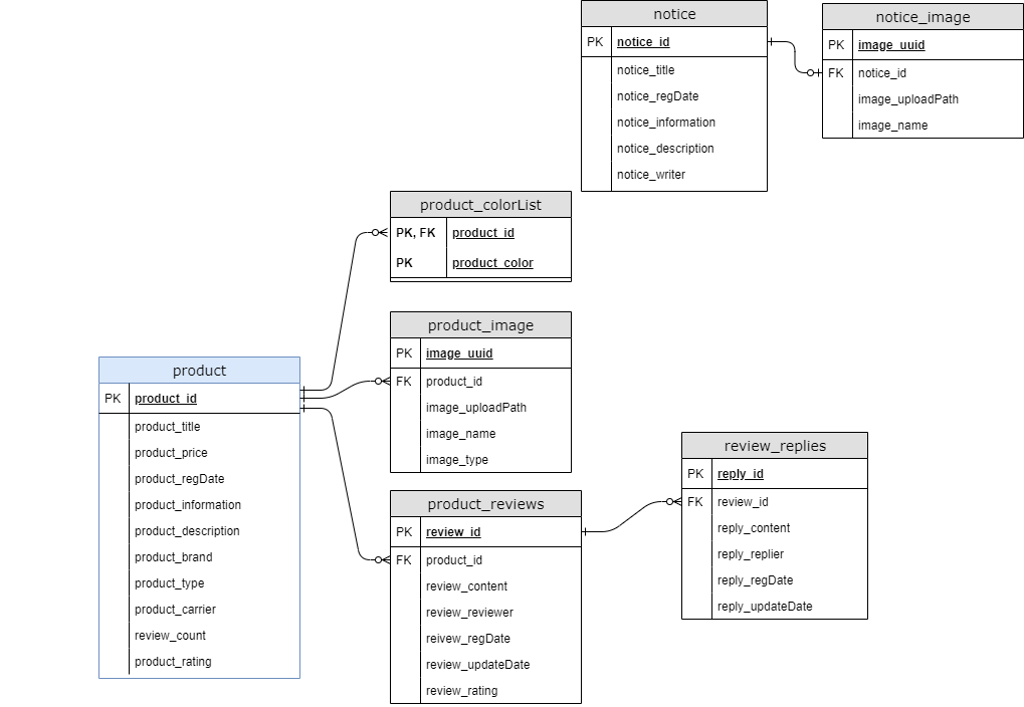 notice
PK notice_id
notice_title
notice_regDate
notice_information
notice_description
notice_writer
notice_image
PK image_uuid
FK notice_id
image_uploadPath
image_name
product_colorList
PK, FK product_id
PK product_color
product_image
PK image_uuid
FK product_id
image_uploadPath
image_name
image_type
product
PK product_id
product_title
product_price
product_regDate
product_information
product_description
product_brand
product_type
product_carrier
review_count
product_rating
product_reviews
PK review_id
FK product_id
review_content
review_reviewer
reivew_regDate
review_updateDate
review_rating
review_replies
PK reply_id
FK review_id
reply_content
reply_replier
reply_regDate
reply_updateDate